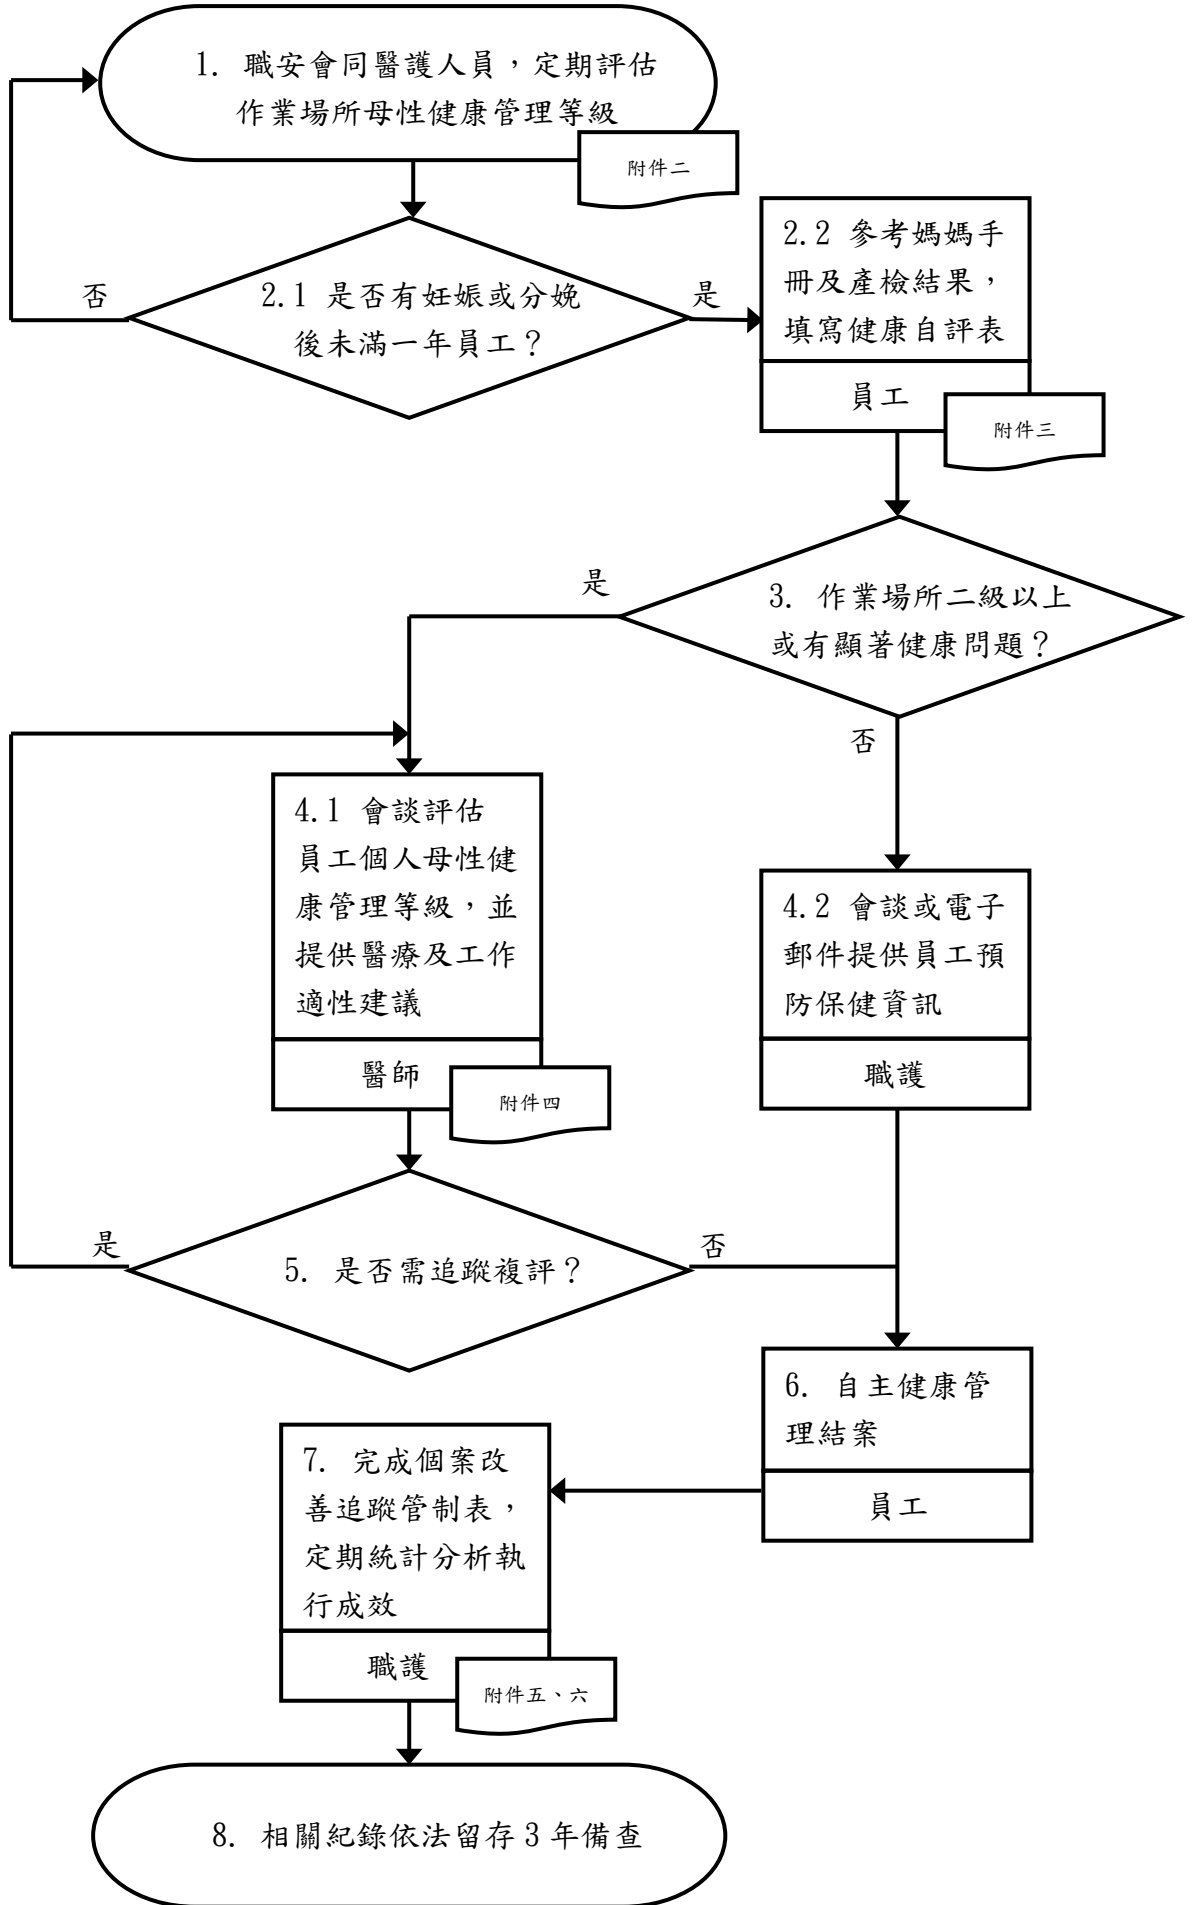 1. 職安會同醫護人員，定期評估
作業場所母性健康管理等級
附件二
2.1 是否有妊娠或分娩
後未滿一年員工？
否
是
2.2 參考媽媽手
冊及產檢結果，
填寫健康自評表
員工
附件三
3. 作業場所二級以上
或有顯著健康問題？
是
否
4.1 會談評估
員工個人母性健
康管理等級，並
提供醫療及工作
適性建議
醫師
附件四
4.2 會談或電子
郵件提供員工預
防保健資訊
職護
5. 是否需追蹤複評？
是
否
6. 自主健康管
理結案
員工
7. 完成個案改
善追蹤管制表，
定期統計分析執
行成效
職護
附件五、六
8. 相關紀錄依法留存 3 年備查